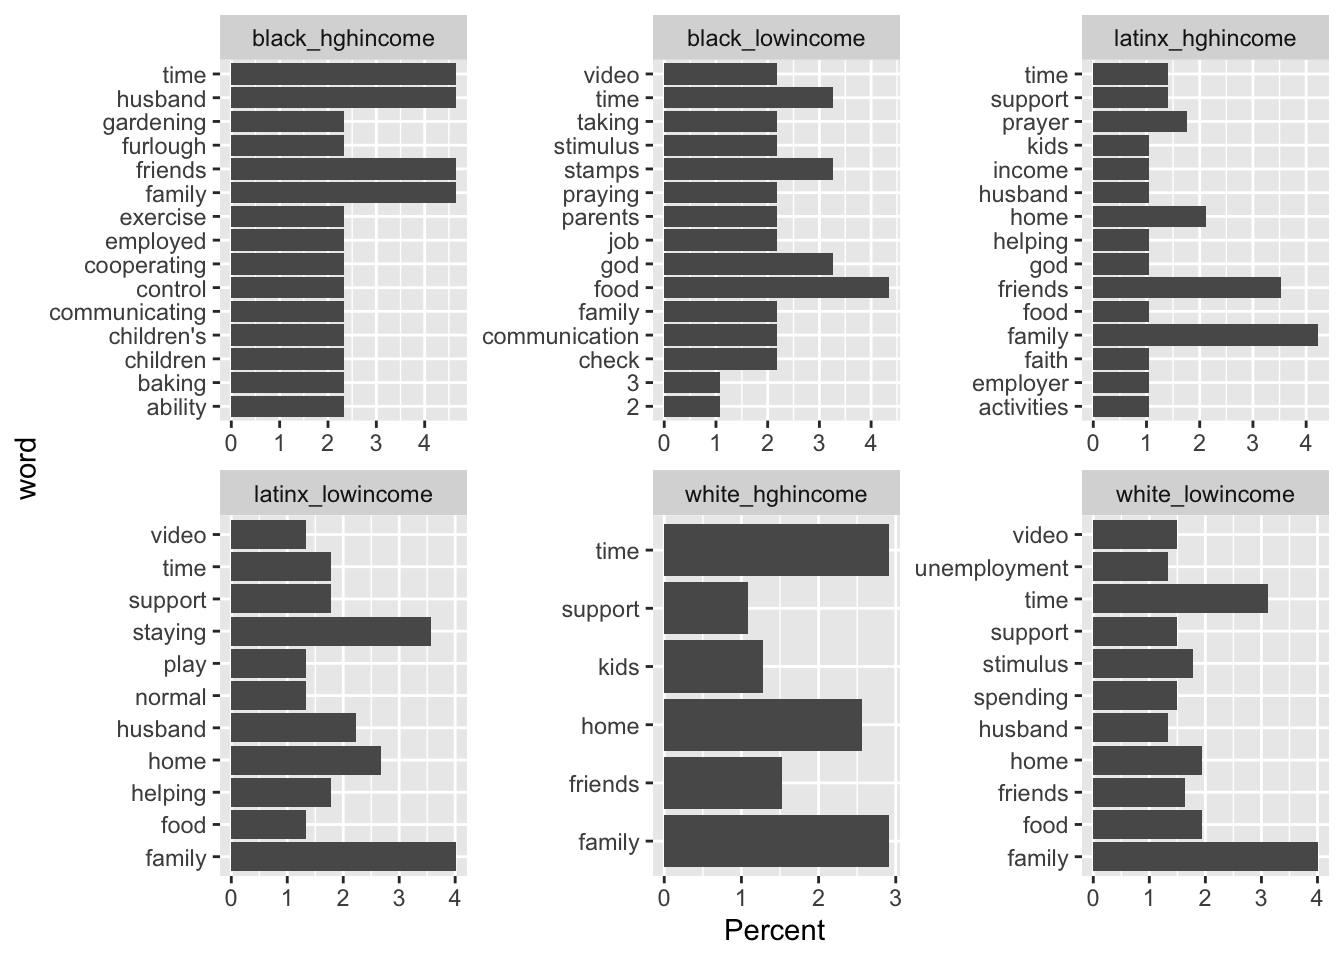 black_hghincome
time
husband
gardening
furlough
friends
family
exercise
employed
cooperating
control
communicating
children's
children
baking
ability
0 1 2 3 4
black_lowincome
video
time
taking
stimulus
stamps
praying
parents
job
god
food
family
communication
check
3
2
0 1 2 3 4
latinx_hghincome
time
support
prayer
kids
income
husband
home
helping
god
friends
food
family
faith
employer
activities
0 1 2 3 4
word
latinx_lowincome
video
time
support
staying
play
normal
husband
home
helping
food
family
0 1 2 3 4
white_hghincome
time
support
kids
home
friends
family
0 1 2 3
white_lowincome
video
unemployment
time
support
stimulus
spending
husband
home
friends
food
family
0 1 2 3 4
Percent